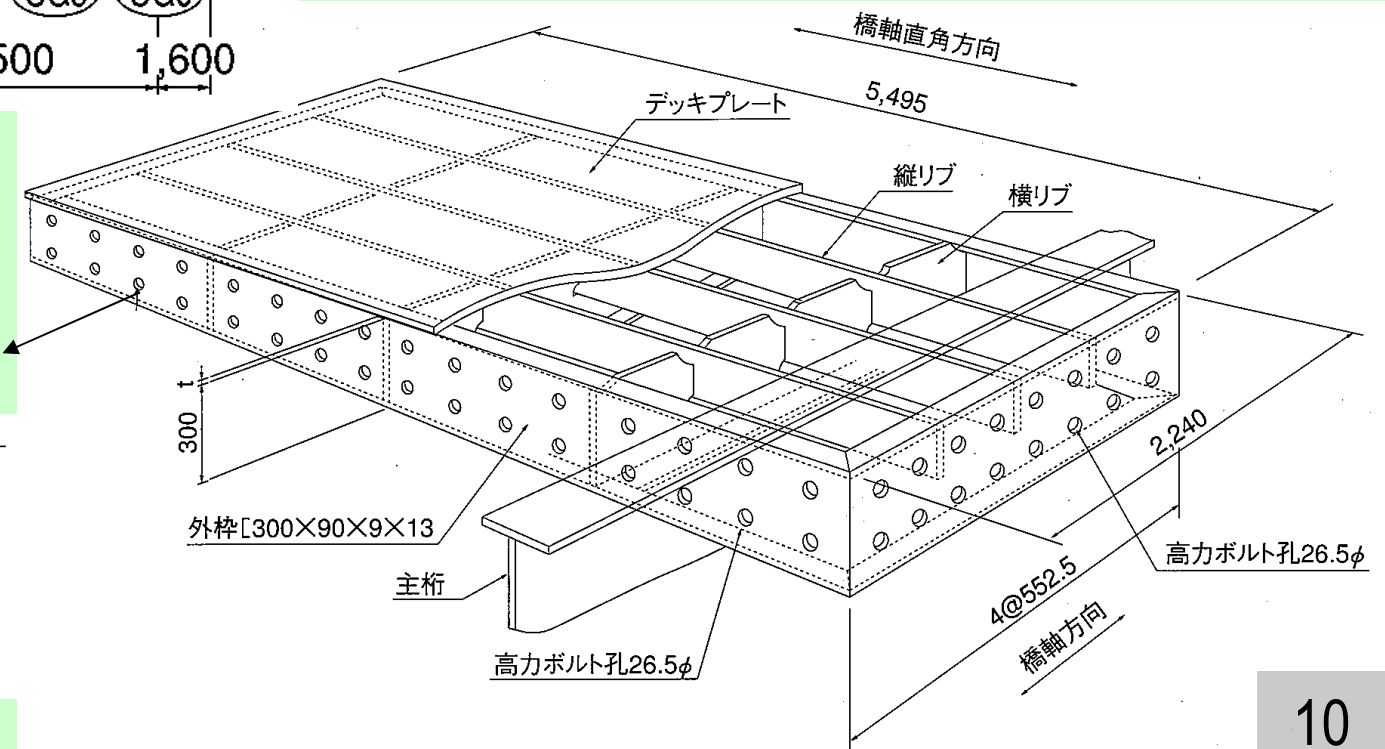 500 1,600
橋軸直角方向
5,495
デッキプレート
縦リブ
横リブ
t
300
2,240
外枠[300×90×9×13
主桁
高力ボルト孔26.5φ
4@552.5
高力ボルト孔26.5φ
橋軸方向
10